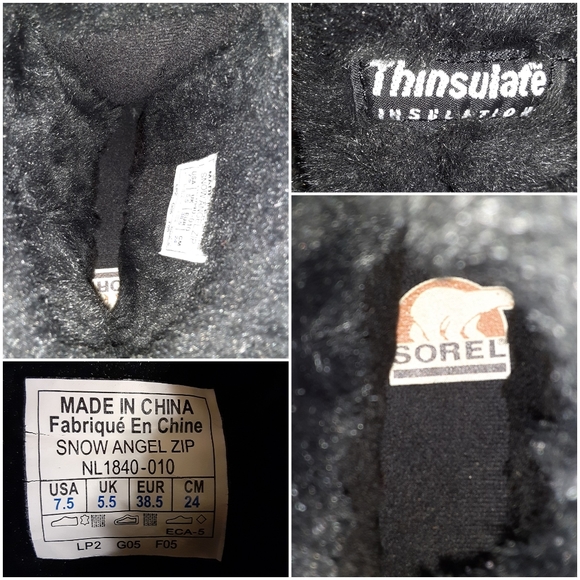 Thinsulate™
INSULATION
SOREL
MADE IN CHINA
Fabriqué En Chine
SNOW ANGEL ZIP
NL1840-010
USA UK EUR CM
7.5 5.5 38.5 24
ECA-5
LP2 G05 F05